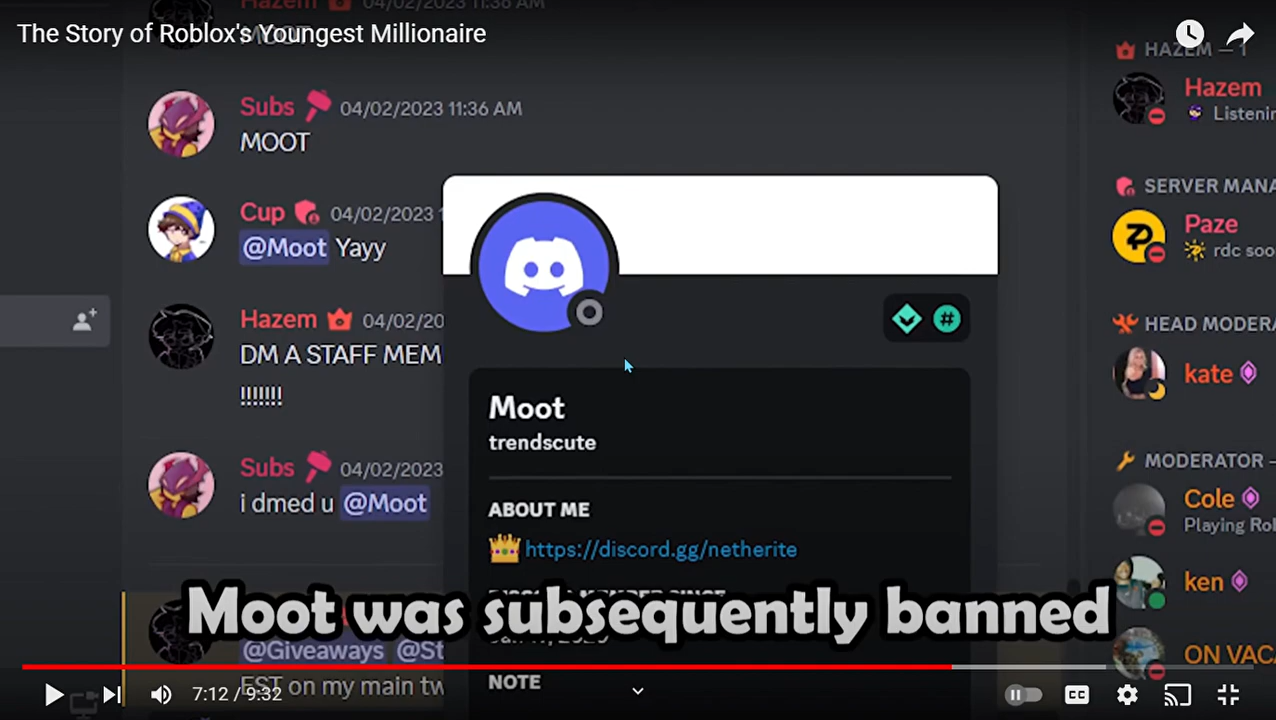 The Story of Roblox's Youngest Millionaire
Subs 04/02/2023 11:36 AM
MOOT
Cup 04/02/2023
@Moot Yayy
Hazem 04/02/20
DM A STAFF MEM
!!!!!!!
Subs 04/02/2023
i dmed u @Moot
@Giveaways @St
EST on my main tw
Moot
trendscute
ABOUT ME
https://discord.gg/netherite
NOTE
HAZEM — 1
Hazem
Listenin
SERVER MANA
Paze
rdc soo
HEAD MODERA
kate
MODERATOR —
Cole
Playing Rol
ken
ON VACA
Moot was subsequently banned
7:12 / 9:32
CC